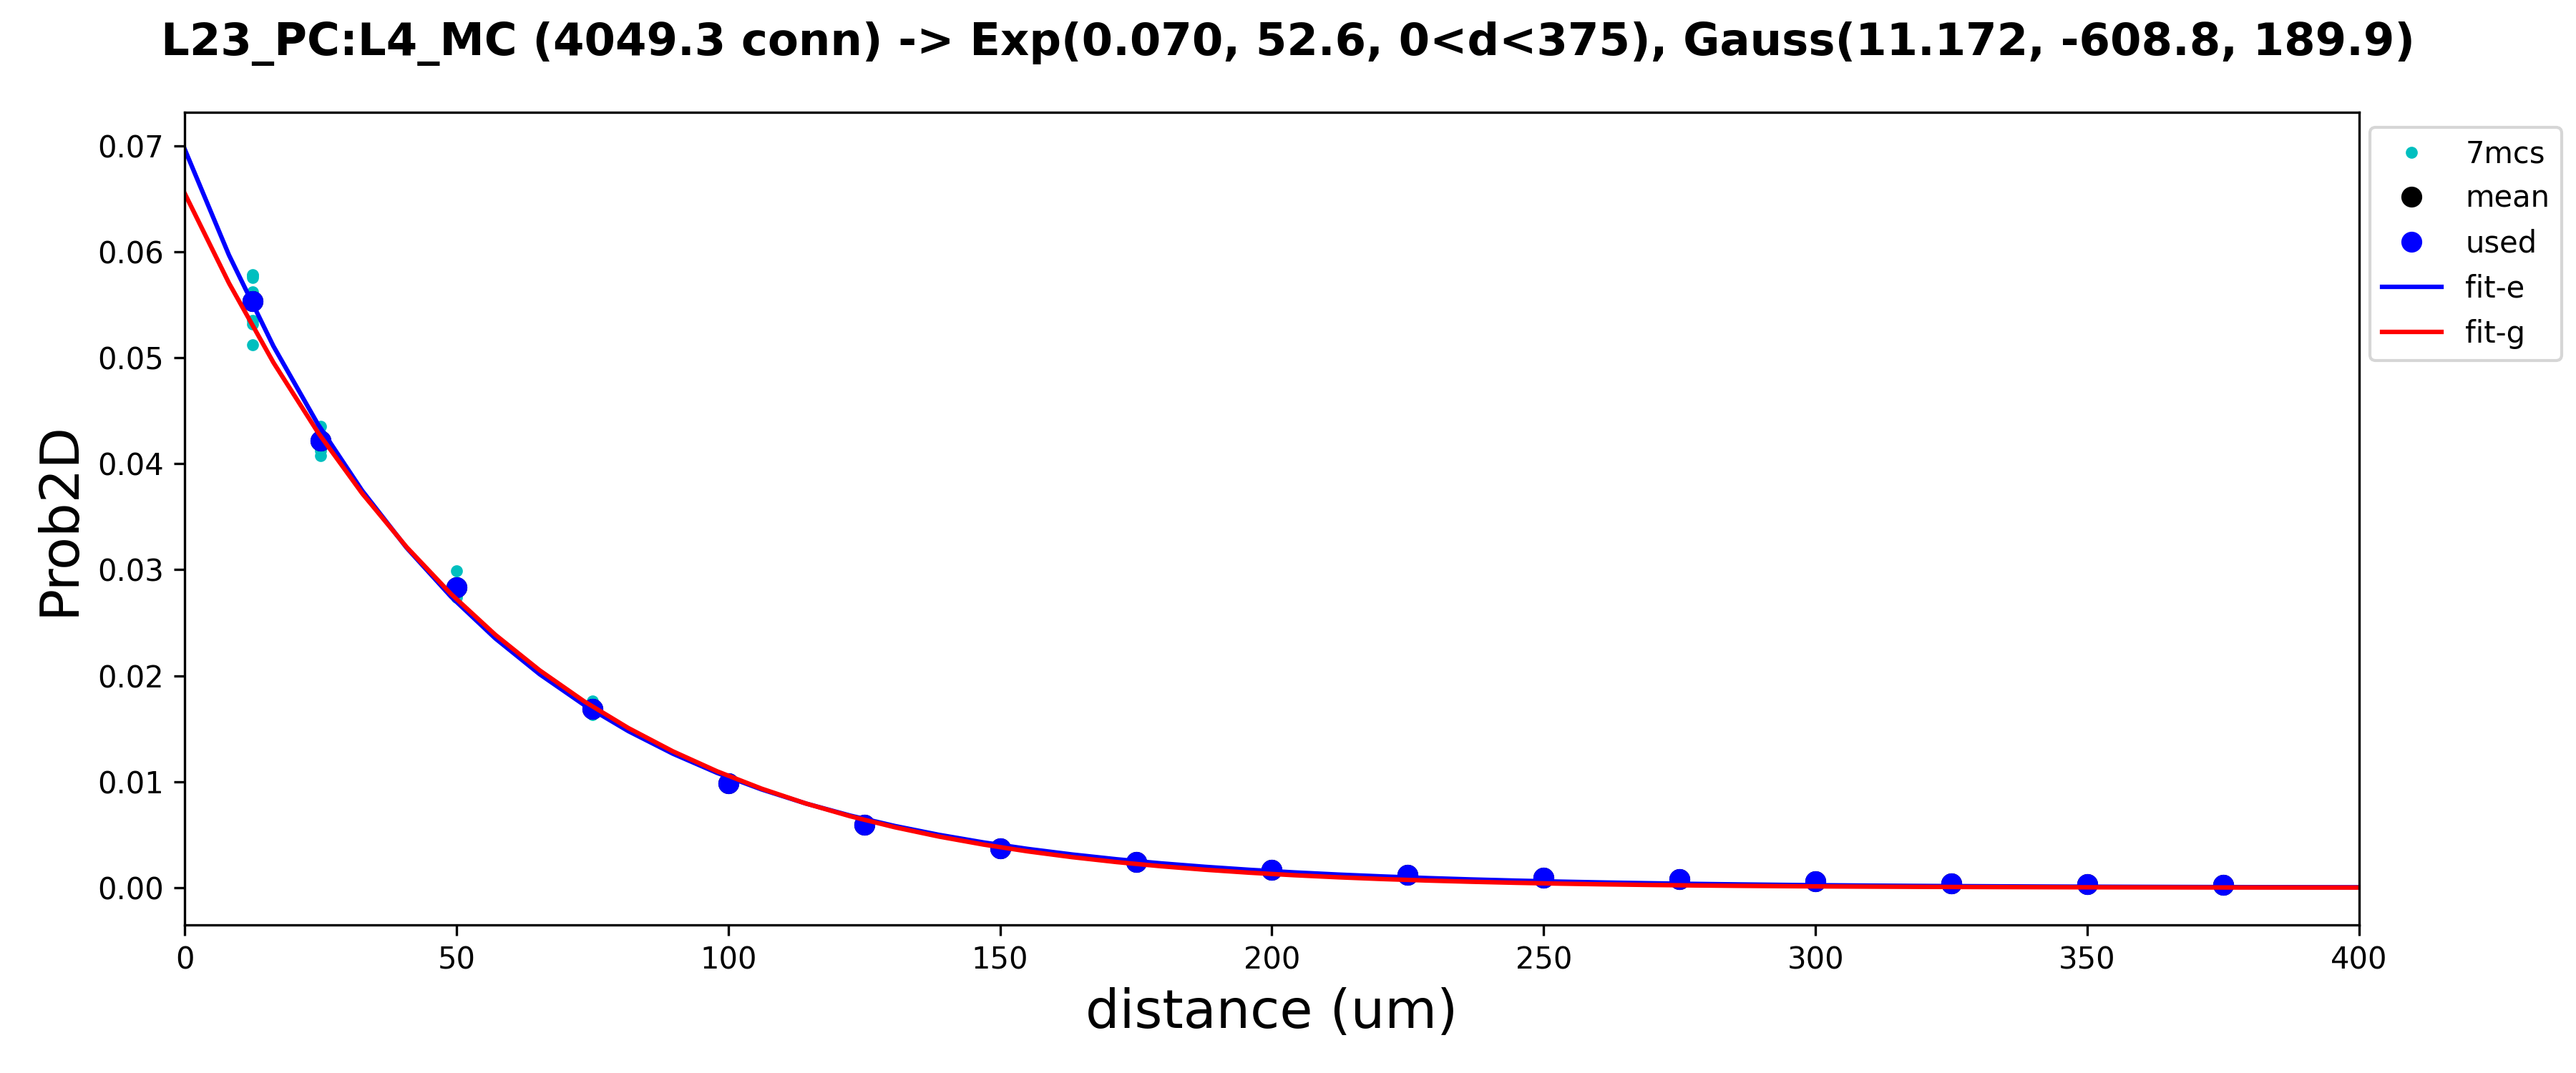 L23_PC:L4_MC (4049.3 conn) -> Exp(0.070, 52.6, 0<d<375), Gauss(11.172, -608.8, 189.9)
0.07
0.06
0.05
0.04
0.03
0.02
0.01
0.00
Prob2D
0 50 100 150 200 250 300 350 400
distance (um)
7mcs
mean
used
fit-e
fit-g